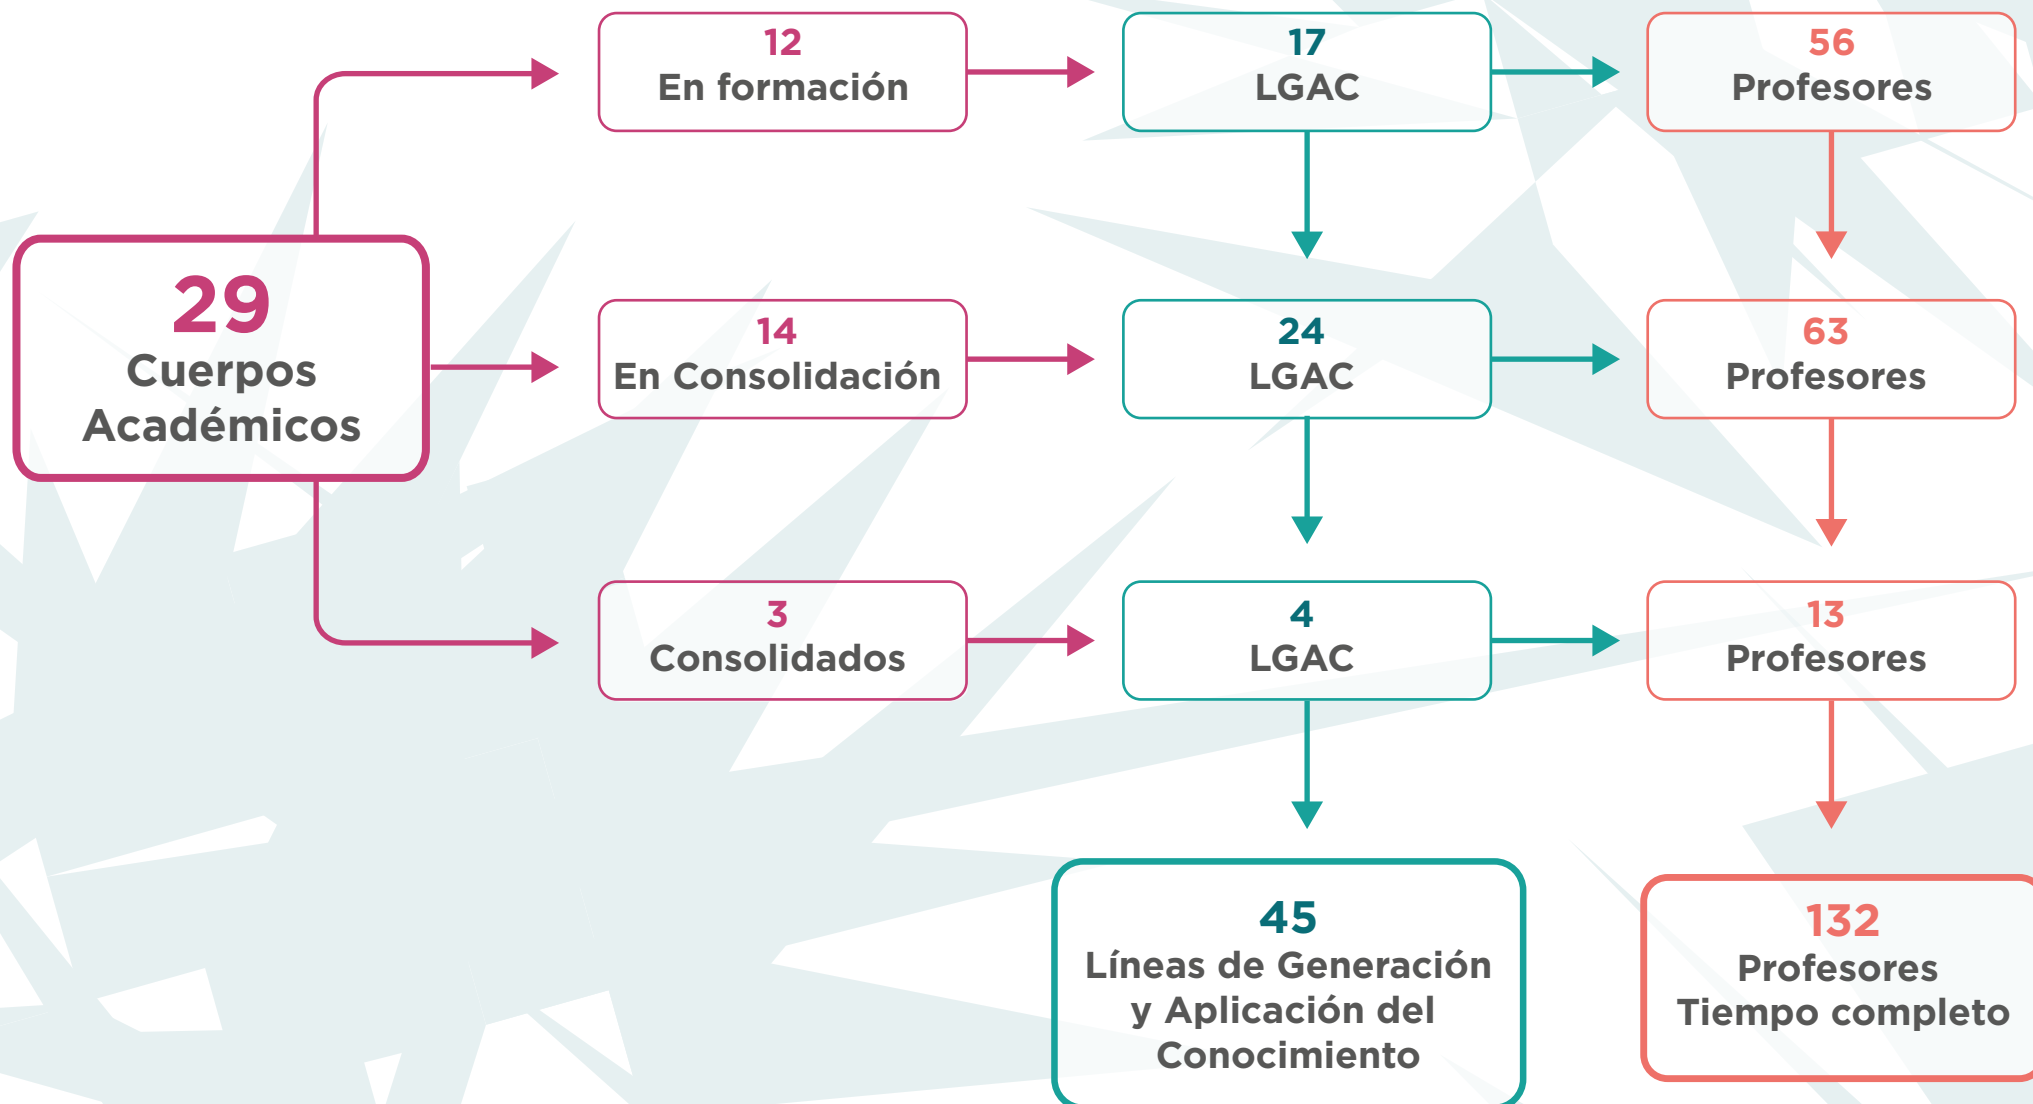 12
En formación
17
LGAC
56
Profesores
29
Cuerpos
Académicos
14
En Consolidación
24
LGAC
63
Profesores
3
Consolidados
4
LGAC
13
Profesores
45
Líneas de Generación
y Aplicación del
Conocimiento
132
Profesores
Tiempo completo